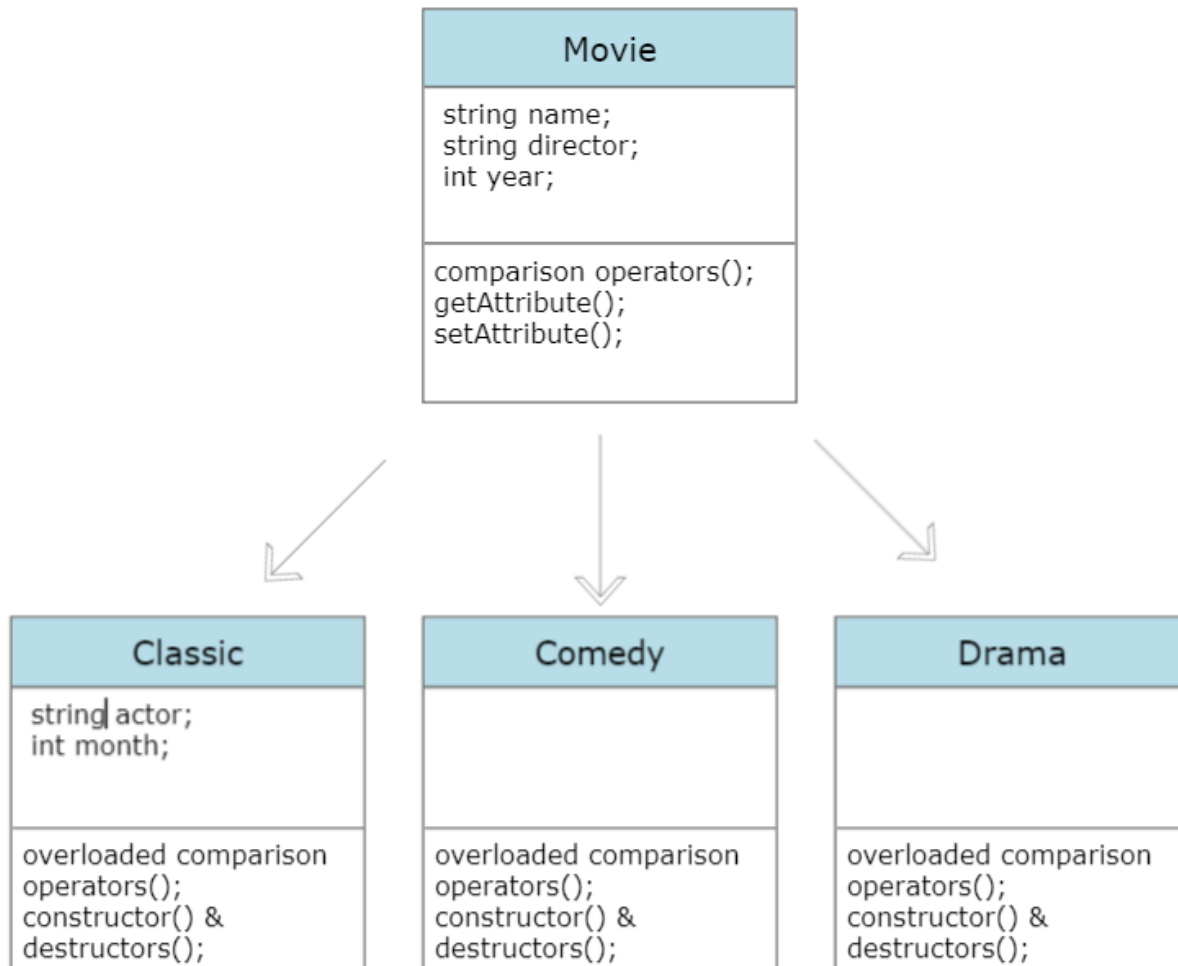 Movie
string name;
string director;
int year;
comparison operators();
getAttribute();
setAttribute();
Classic
string actor;
int month;
overloaded comparison
operators();
constructor() &
destructors();
Comedy
overloaded comparison
operators();
constructor() &
destructors();
Drama
overloaded comparison
operators();
constructor() &
destructors();